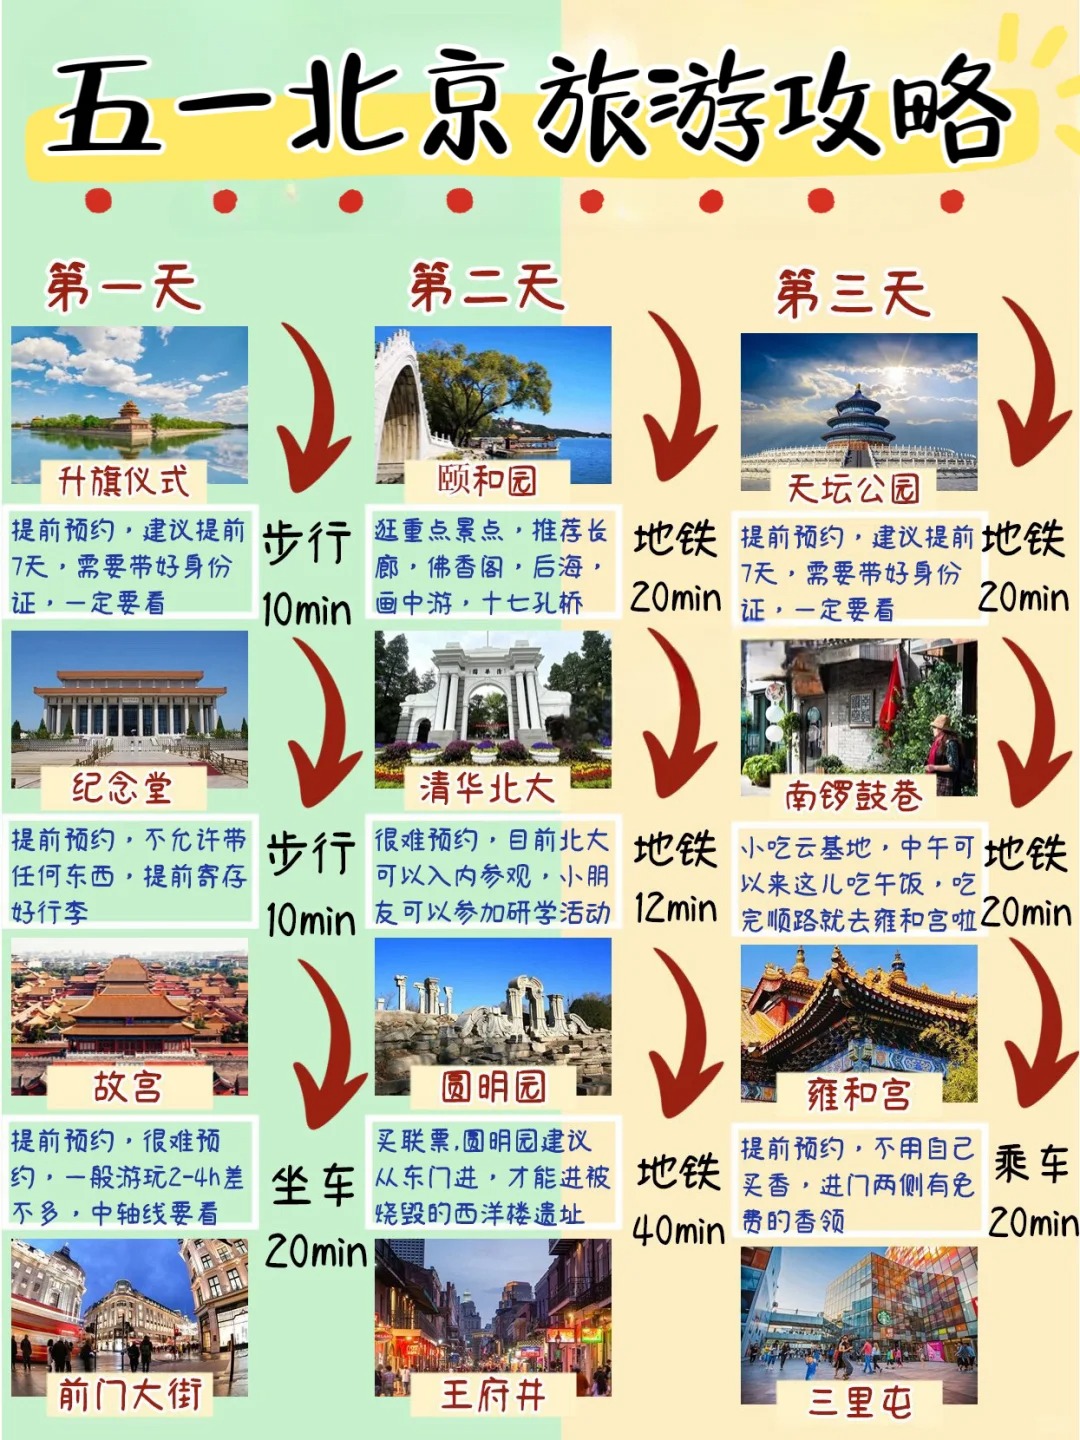 五一北京旅游攻略
第一天
升旗仪式
提前预约，建议提前
7天，需要带好身份
证，一定要看
步行
10min
纪念堂
提前预约，不允许带
任何东西，提前寄存
好行李
步行
10min
故宫
提前预约，很难预
约，一般游玩2-4h差
不多，中轴线要看
坐车
20min
前门大街
第二天
颐和园
逛重点景点，推荐长
廊，佛香阁，后海，
画中游，十七孔桥
地铁
20min
清华北大
很难预约，目前北大
可以入内参观，小朋
友可以参加研学活动
地铁
12min
圆明园
买联票,圆明园建议
从东门进，才能进被
烧毁的西洋楼遗址
地铁
40min
王府井
第三天
天坛公园
提前预约，建议提前
7天，需要带好身份
证，一定要看
地铁
20min
南锣鼓巷
小吃云基地，中午可
以来这儿吃午饭，吃
完顺路就去雍和宫啦
地铁
20min
雍和宫
提前预约，不用自己
买香，进门两侧有免
费的香领
乘车
20min
三里屯